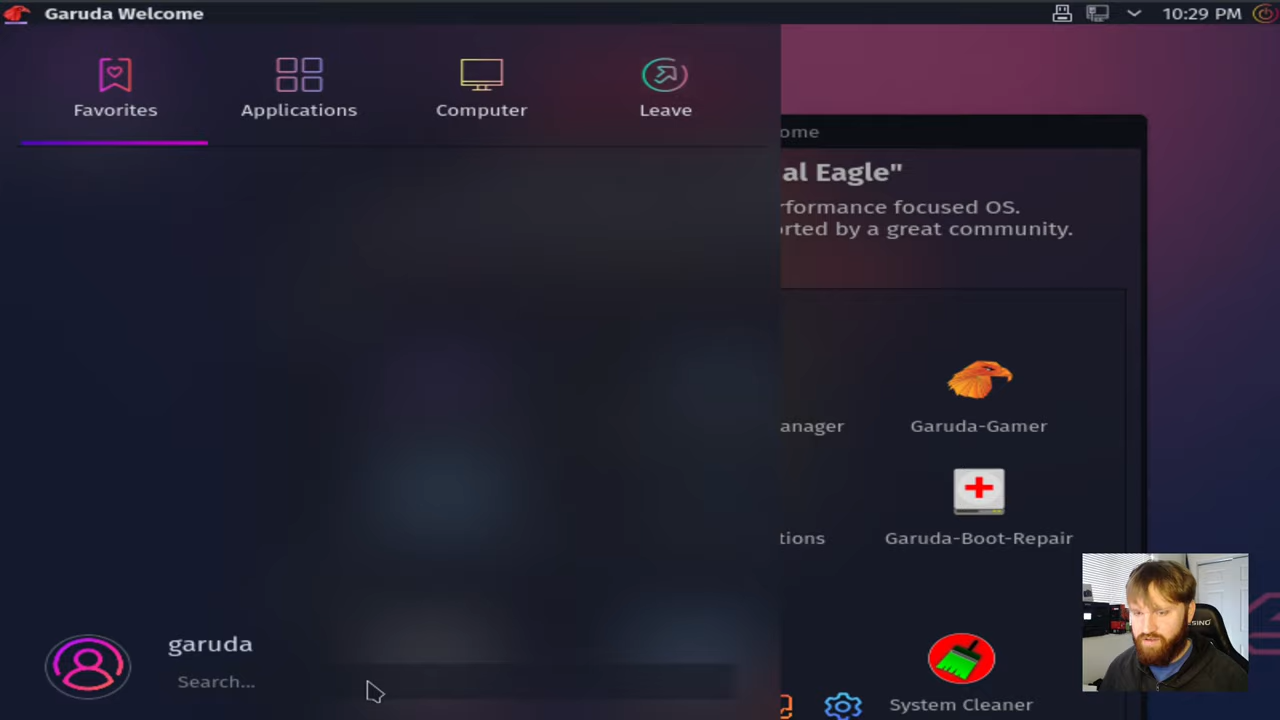 Garuda Welcome
10:29 PM
Favorites
Applications
Computer
Leave
ome
al Eagle"
rformance focused OS.
rted by a great community.
anager
Garuda-Gamer
tions
Garuda-Boot-Repair
garuda
Search...
System Cleaner